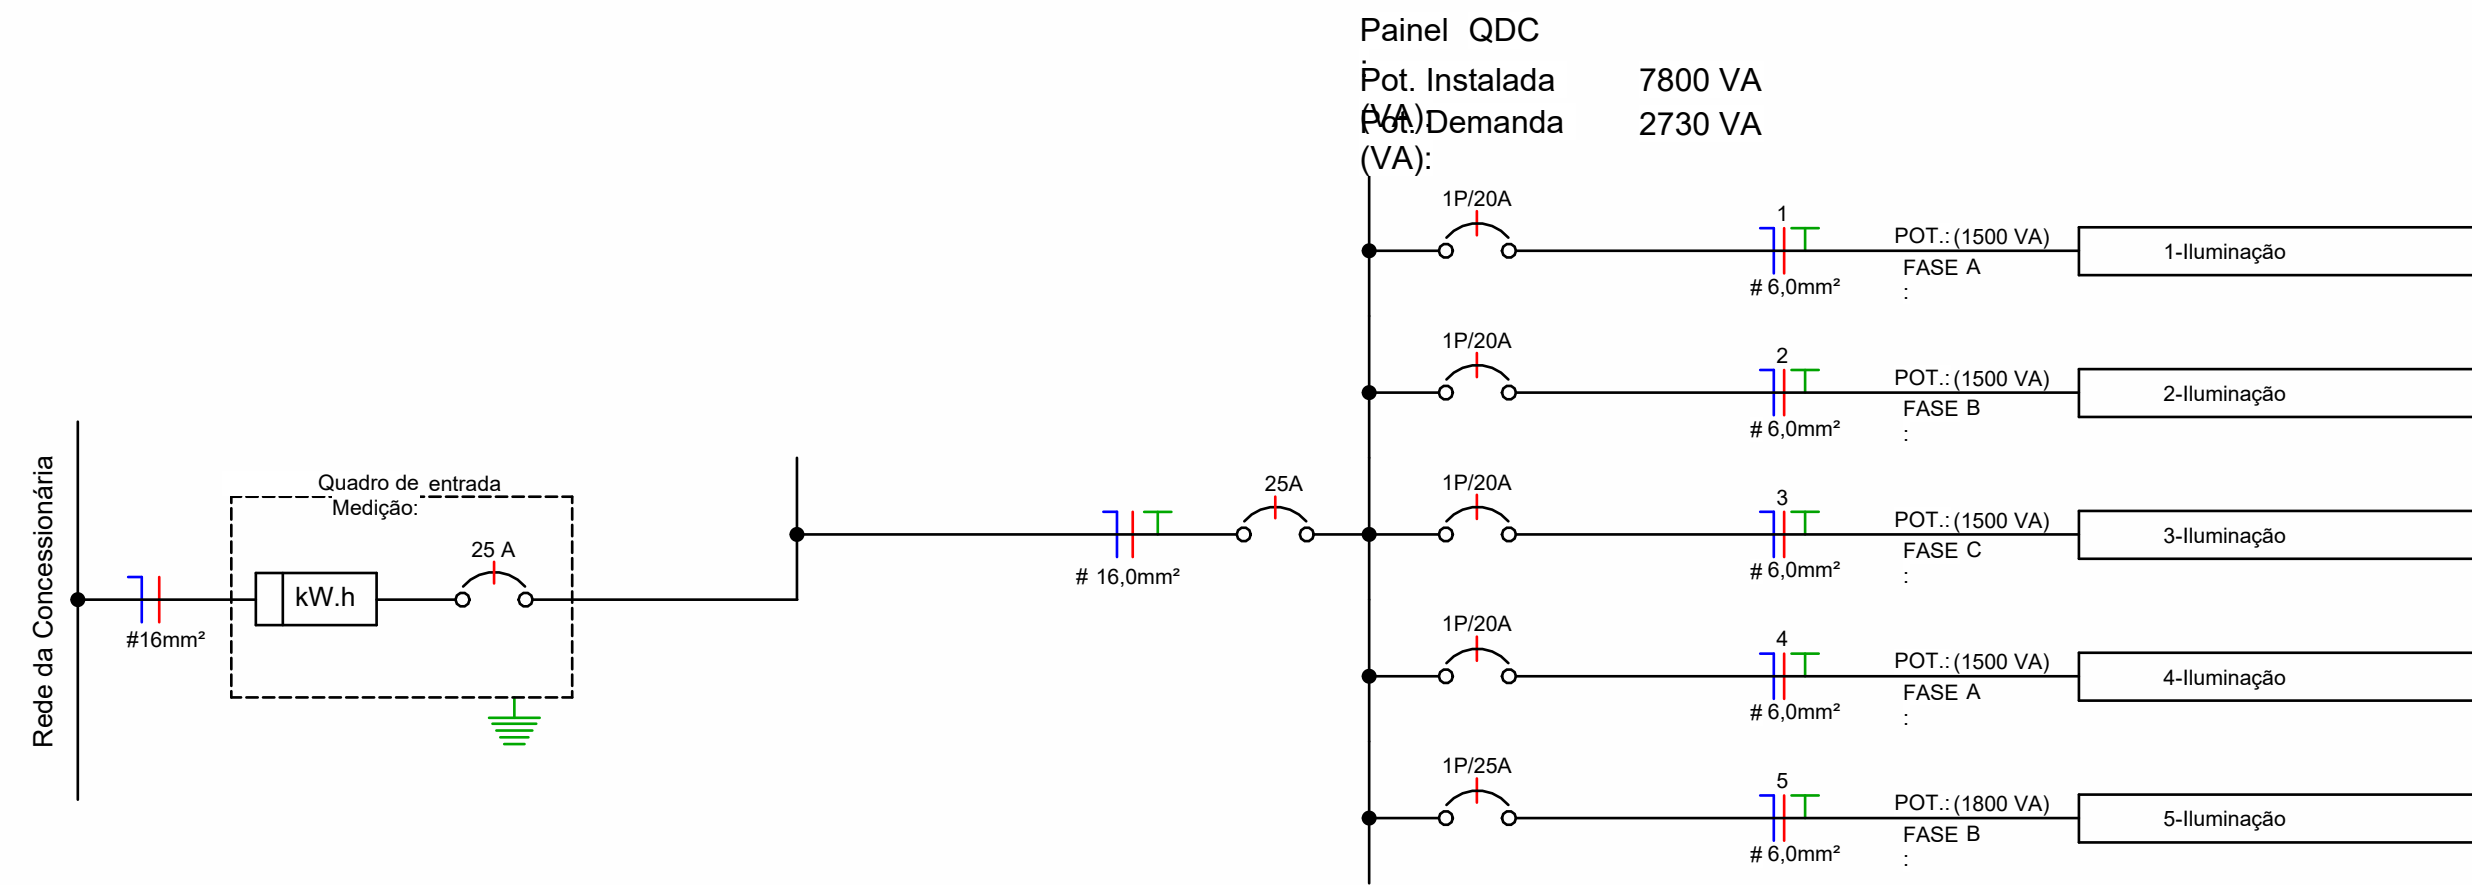 Painel QDC
:
Pot. Instalada 7800 VA
(VA):
Pot. Demanda 2730 VA
(VA):
1P/20A
1
POT.: (1500 VA)
1-Iluminação
FASE A
:
# 6,0mm²
1P/20A
2
POT.: (1500 VA)
2-Iluminação
FASE B
:
# 6,0mm²
Rede da Concessionária
Quadro de entrada
Medição:
kW.h
25 A
#16mm²
# 16,0mm²
25A
1P/20A
3
POT.: (1500 VA)
3-Iluminação
FASE C
:
# 6,0mm²
1P/20A
4
POT.: (1500 VA)
4-Iluminação
FASE A
:
# 6,0mm²
1P/25A
5
POT.: (1800 VA)
5-Iluminação
FASE B
:
# 6,0mm²